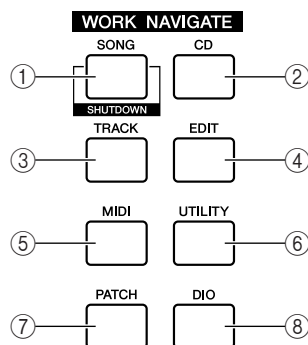 WORK NAVIGATE
SONG CD
① ②
SHUTDOWN
TRACK EDIT
③ ④
MIDI UTILITY
⑤ ⑥
PATCH DIO
⑦ ⑧